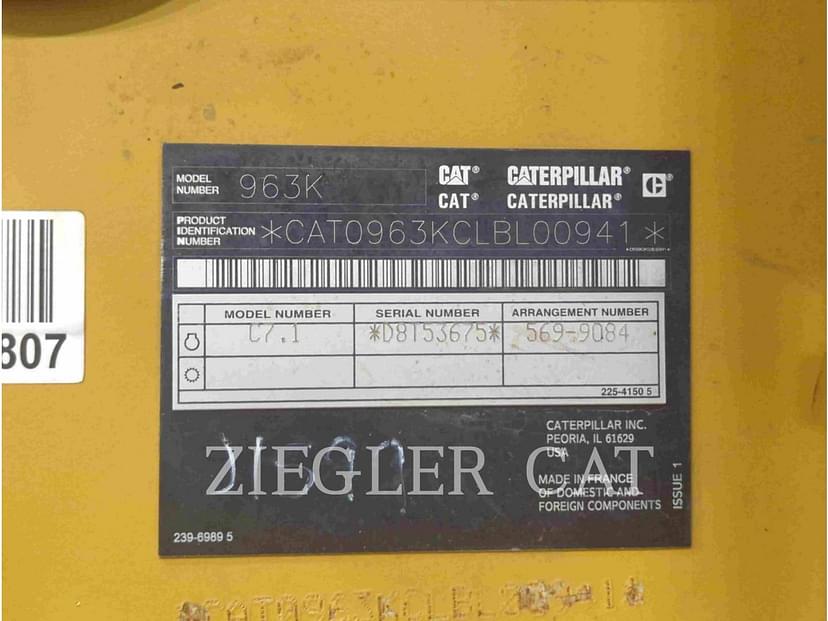 MODEL NUMBER 963K CAT® CATERPILLAR® C
CAT® CATERPILLAR®
PRODUCT IDENTIFICATION NUMBER *CAT0963KCLBL00941*
807
MODEL NUMBER SERIAL NUMBER ARRANGEMENT NUMBER
C7.1 *D8T53675* 569-9084
225-4150 5
CATERPILLAR INC.
PEORIA, IL 61629
USA
ZIEGLER CAT
MADE IN FRANCE
OF DOMESTIC AND
FOREIGN COMPONENTS
ISSUE 1
239-6989 5